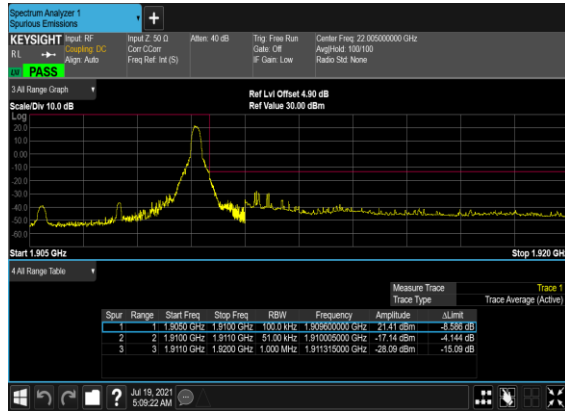 Spectrum Analyzer 1
Spurious Emissions
+
KEYSIGHT Input: RF Input Z: 50 Ω Atten: 40 dB Trig: Free Run Center Freq: 22.005000000 GHz
RL Coupling: DC Corr CCorr Gate: Off Avg|Hold: 100/100
Align: Auto Freq Ref: Int (S) IF Gain: Low Radio Std: None
PASS
3 All Range Graph
Ref Lvl Offset 4.90 dB
Scale/Div 10.0 dB Ref Value 30.00 dBm
Log
20.0
10.0
0.00
-10.0
-20.0
-30.0
-40.0
-50.0
-60.0
Start 1.905 GHz Stop 1.920 GH
4 All Range Table
Measure Trace Trace 1
Trace Type Trace Average (Active)
Spur Range Start Freq Stop Freq RBW Frequency Amplitude ΔLimit
1 1 1.9050 GHz 1.9100 GHz 100.0 kHz 1.909600000 GHz 21.41 dBm -8.586 dB
2 2 1.9100 GHz 1.9110 GHz 51.00 kHz 1.910005000 GHz -17.14 dBm -4.144 dB
3 3 1.9110 GHz 1.9200 GHz 1.000 MHz 1.911315000 GHz -28.09 dBm -15.09 dB
? Jul 19, 2021
5:09:22 AM